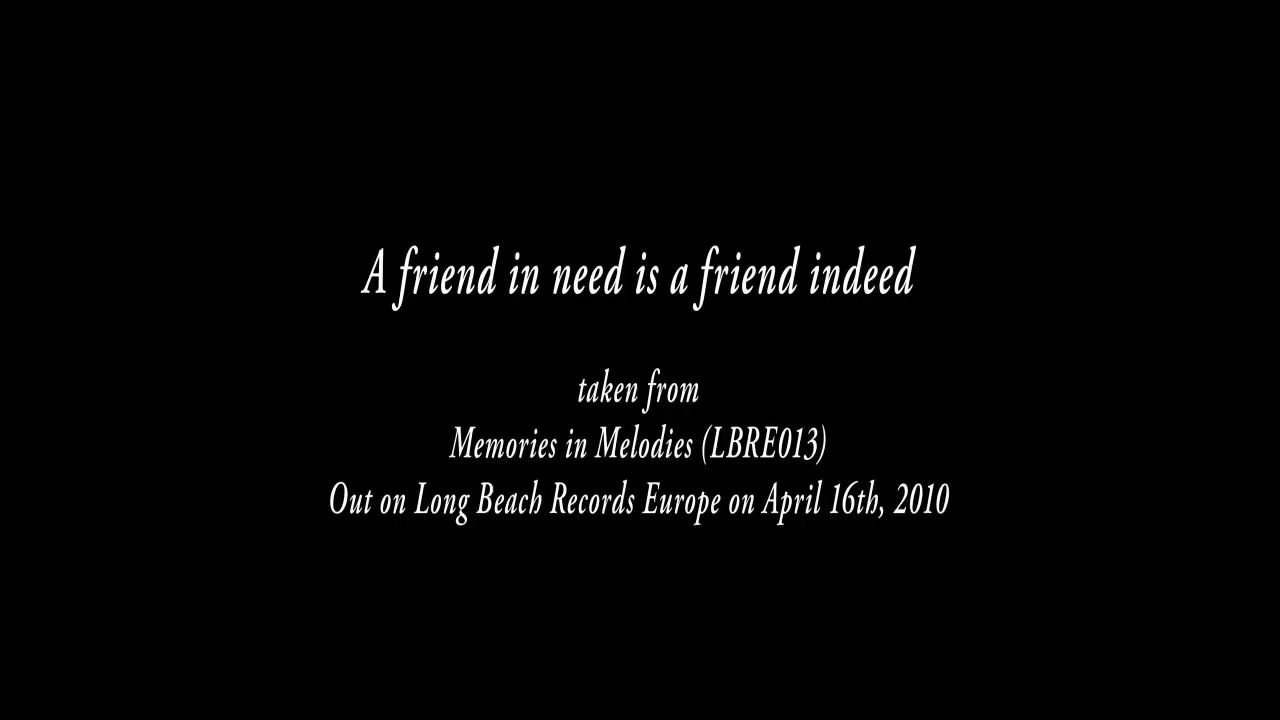 A friend in need is a friend indeed
taken from
Memories in Melodies (LBRE013)
Out on Long Beach Records Europe on April 16th, 2010